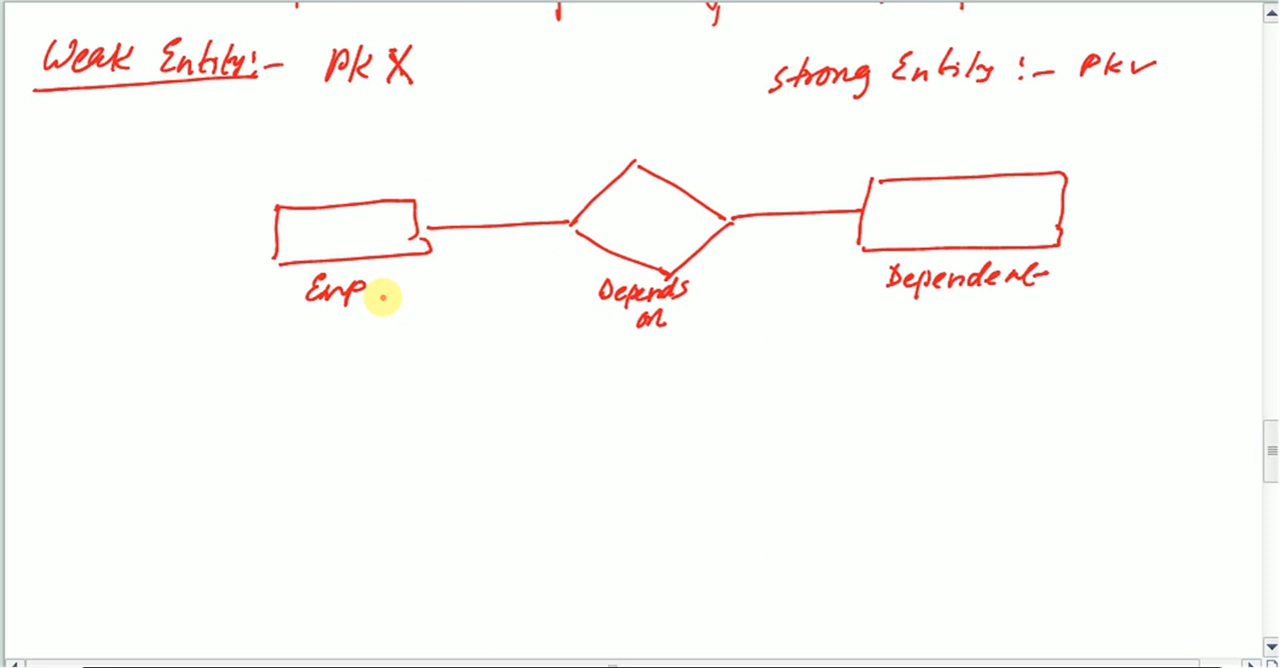 Weak Entity:- PK X
Strong Entity :- PK✓
Emp
Depends
on
Dependent